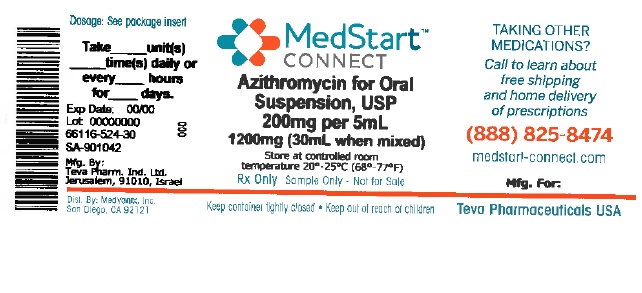 Dosage: See package insert
Take_____unit(s)
_____time(s) daily or
every_____ hours
for_____ days.
Exp Date: 00/00
Lot: 00000000
66116-524-30
SA-901042
000
Mfg. By:
Teva Pharm. Ind. Ltd.
Jerusalem, 91010, Israel
Dist. By: Medvantx, Inc.
San Diego, CA 92121
MedStart™
CONNECT
Azithromycin for Oral
Suspension, USP
200mg per 5mL
1200mg (30mL when mixed)
Store at controlled room
temperature 20°-25°C (68°-77°F)
Rx Only Sample Only - Not for Sale
Keep container tightly closed • Keep out of reach of children
TAKING OTHER
MEDICATIONS?
Call to learn about
free shipping
and home delivery
of prescriptions
(888) 825-8474
medstart-connect.com
Mfg. For:
Teva Pharmaceuticals USA